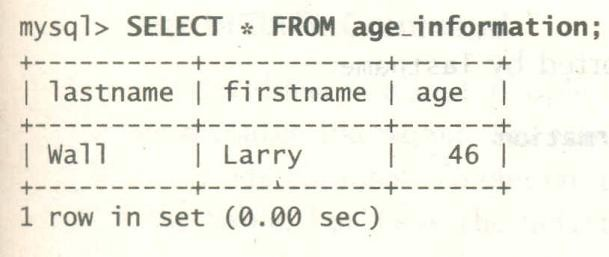 mysql> SELECT * FROM age_information;
+----------+-----------+------+
| lastname | firstname | age  |
+----------+-----------+------+
| Wall     | Larry     |   46 |
+----------+-----------+------+
1 row in set (0.00 sec)